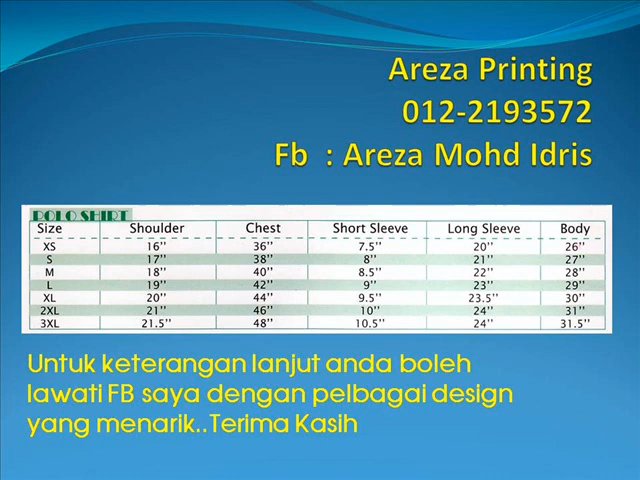 Areza Printing
012-2193572
Fb : Areza Mohd Idris
POLO SHIRT
Size Shoulder Chest Short Sleeve Long Sleeve Body
XS 16'' 36'' 7.5'' 20'' 26''
S 17'' 38'' 8'' 21'' 27''
M 18'' 40'' 8.5'' 22'' 28''
L 19'' 42'' 9'' 23'' 29''
XL 20'' 44'' 9.5'' 23.5'' 30''
2XL 21'' 46'' 10'' 24'' 31''
3XL 21.5'' 48'' 10.5'' 24'' 31.5''
Untuk keterangan lanjut anda boleh
lawati FB saya dengan pelbagai design
yang menarik..Terima Kasih